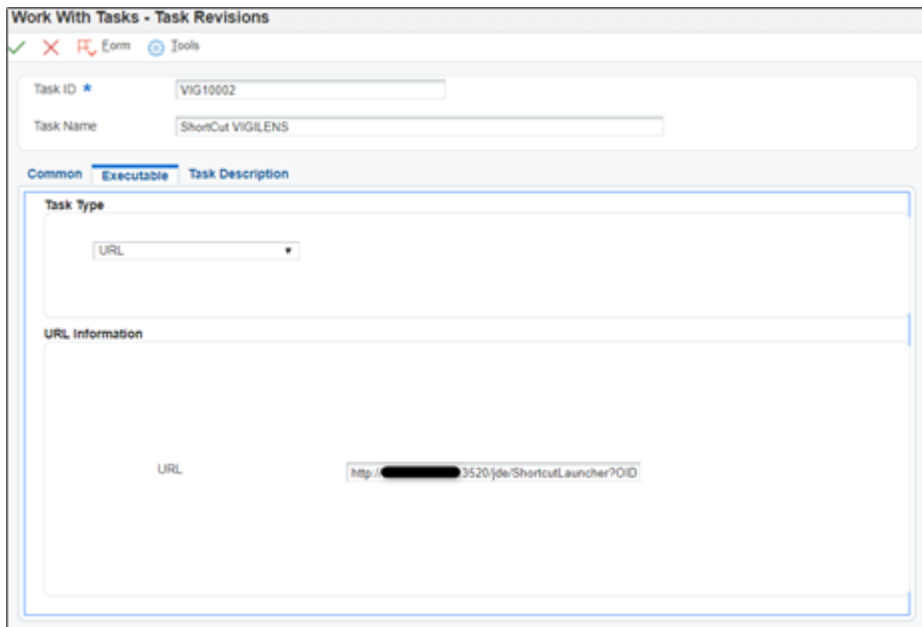 Work With Tasks - Task Revisions
Form Tools
Task ID * VIG10002
Task Name ShortCut VIGILENS
Common Executable Task Description
Task Type
URL
URL Information
URL http:// 3520/jde/ShortcutLauncher?OID